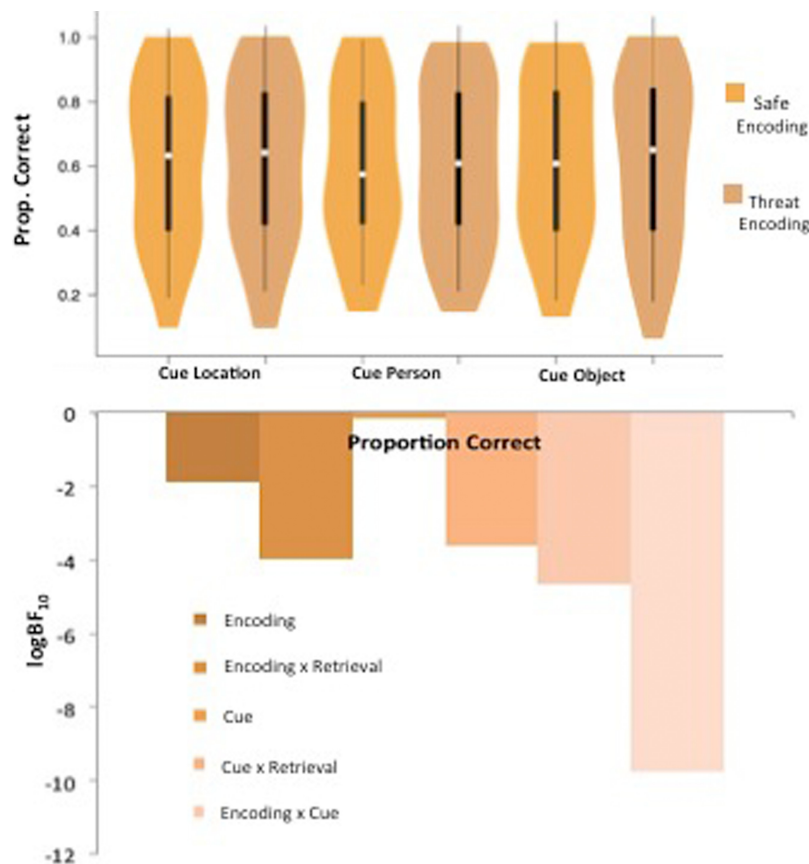 1.0
0.8
0.6
0.4
0.2
Prop. Correct
Safe
Encoding
Threat
Encoding
Cue Location
Cue Person
Cue Object
0
-2
-4
-6
-8
-10
-12
logBF10
Proportion Correct
Encoding
Encoding x Retrieval
Cue
Cue x Retrieval
Encoding x Cue